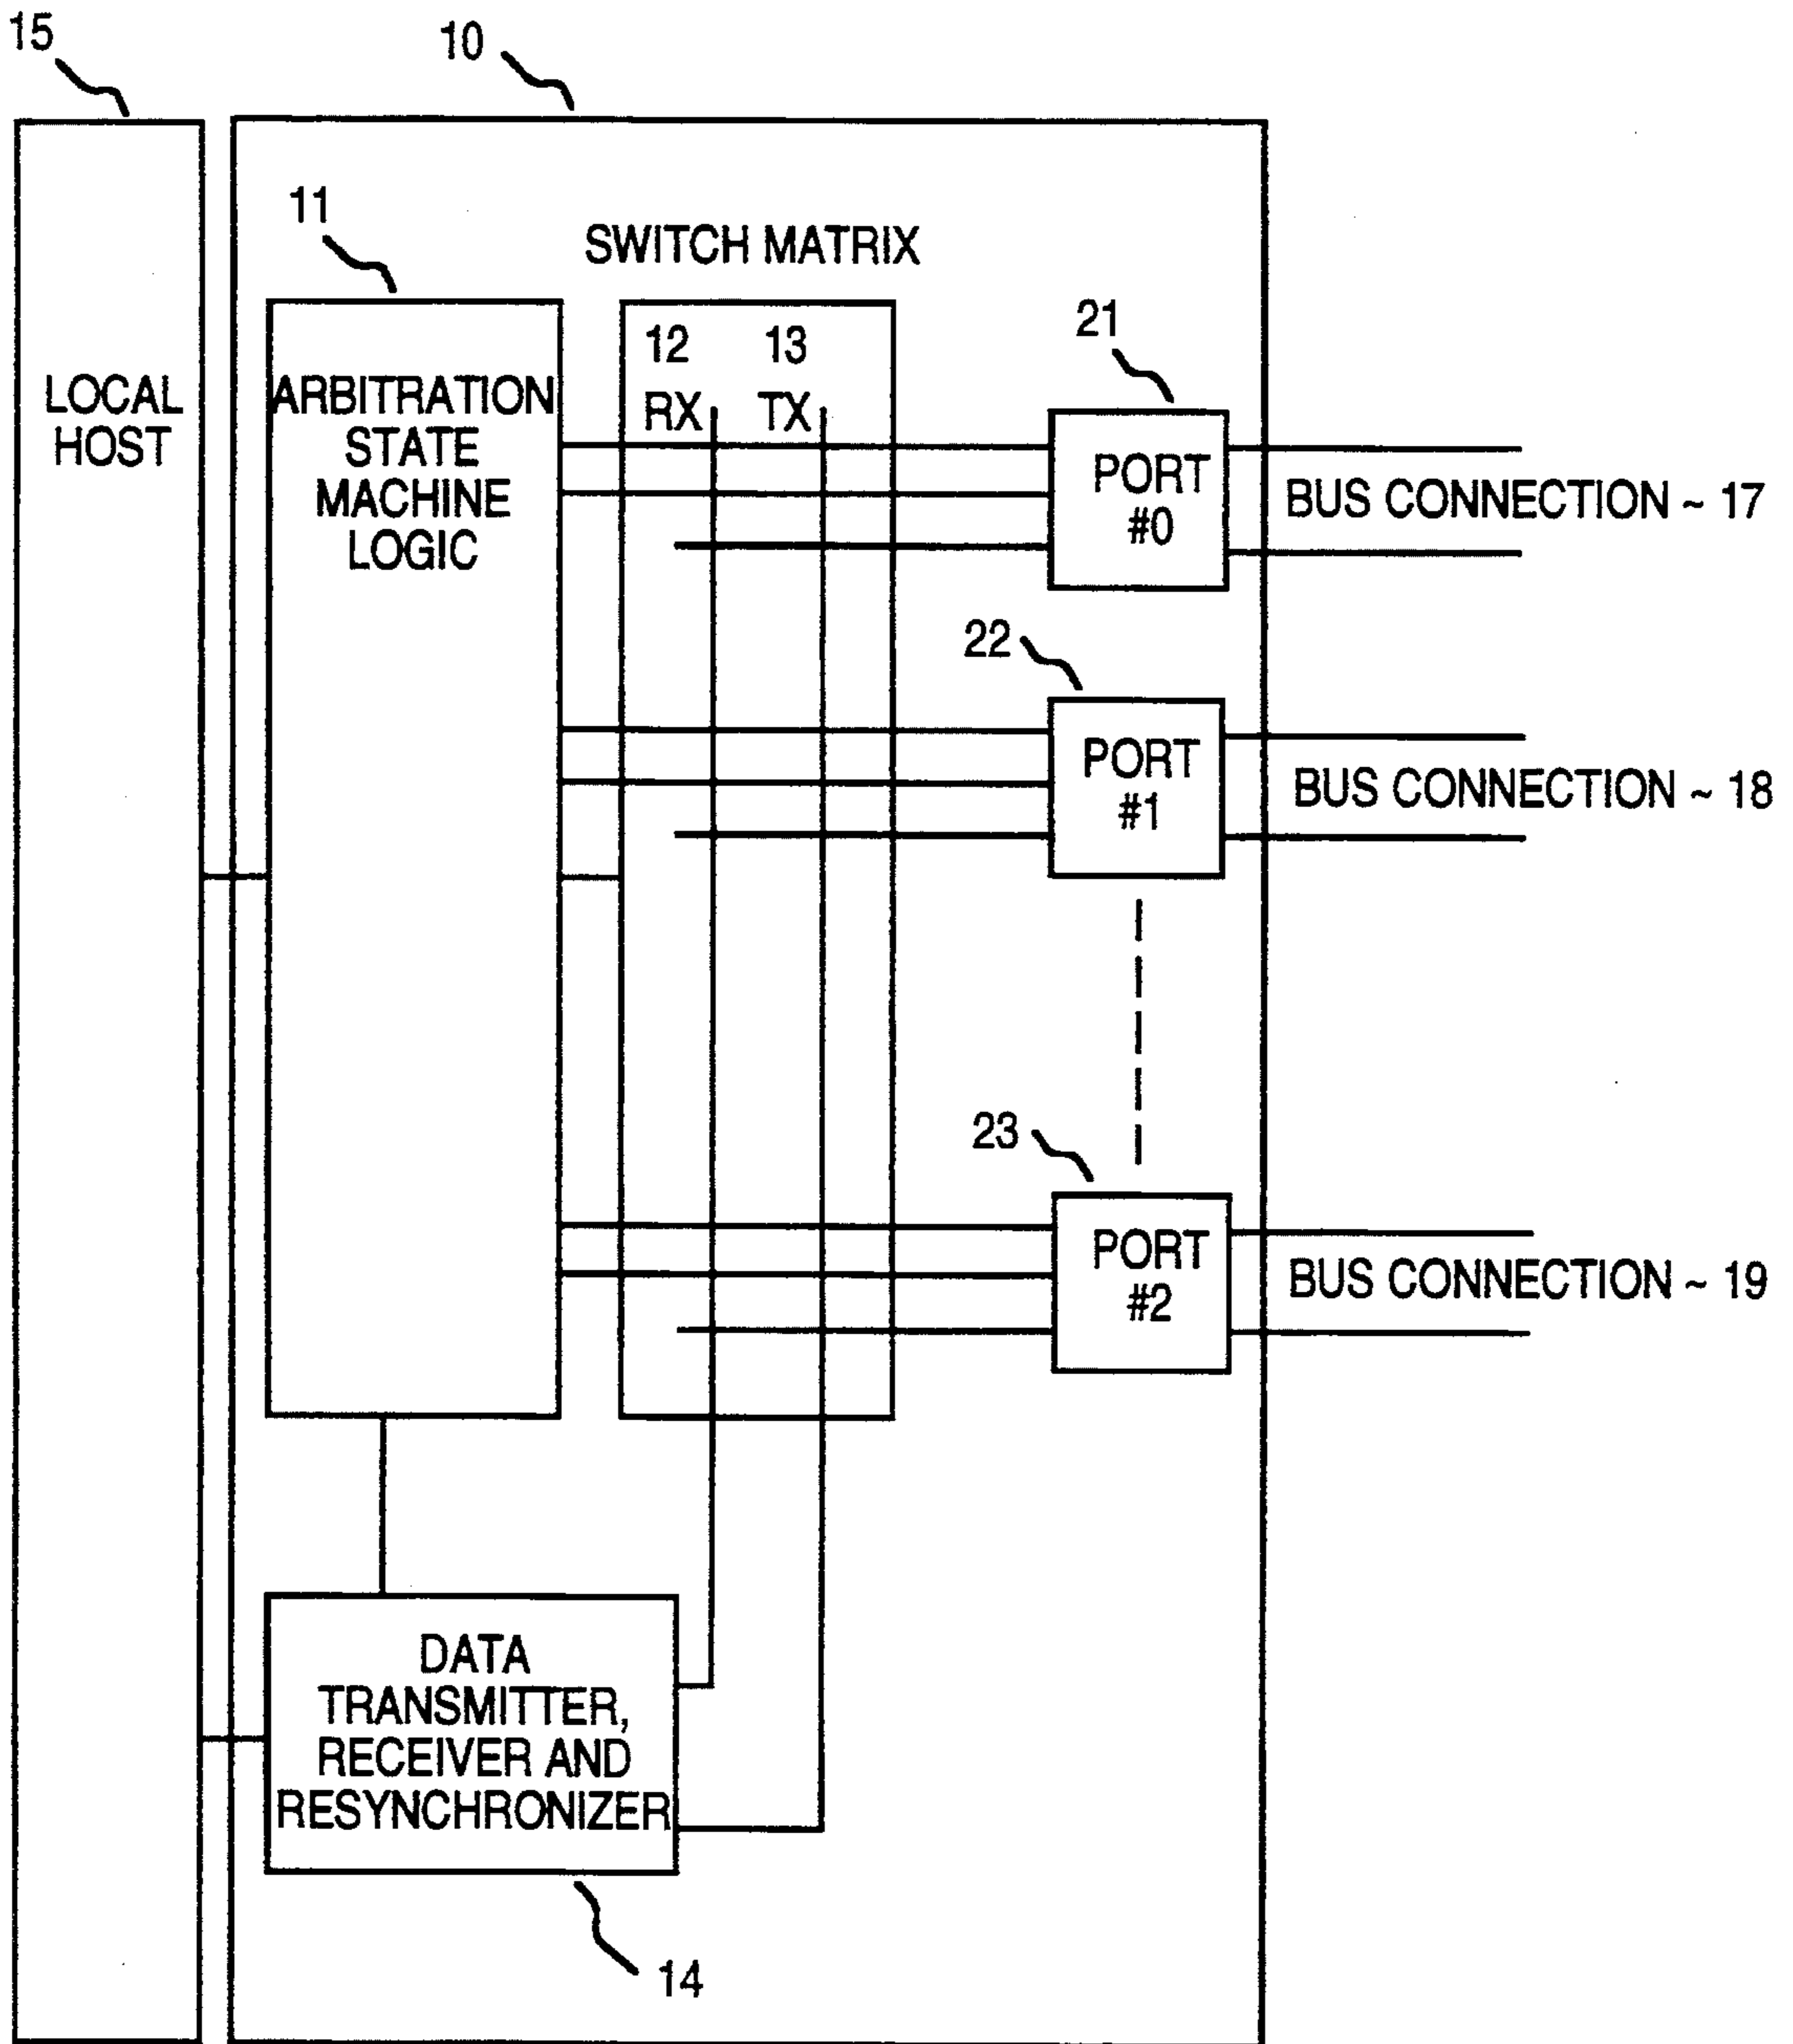 15
10
11
SWITCH MATRIX
21
12
13
LOCAL
HOST
ARBITRATION
STATE
MACHINE
LOGIC
RX
TX
PORT
#0
BUS CONNECTION ~ 17
22
PORT
#1
BUS CONNECTION ~ 18
23
PORT
#2
BUS CONNECTION ~ 19
DATA
TRANSMITTER,
RECEIVER AND
RESYNCHRONIZER
14